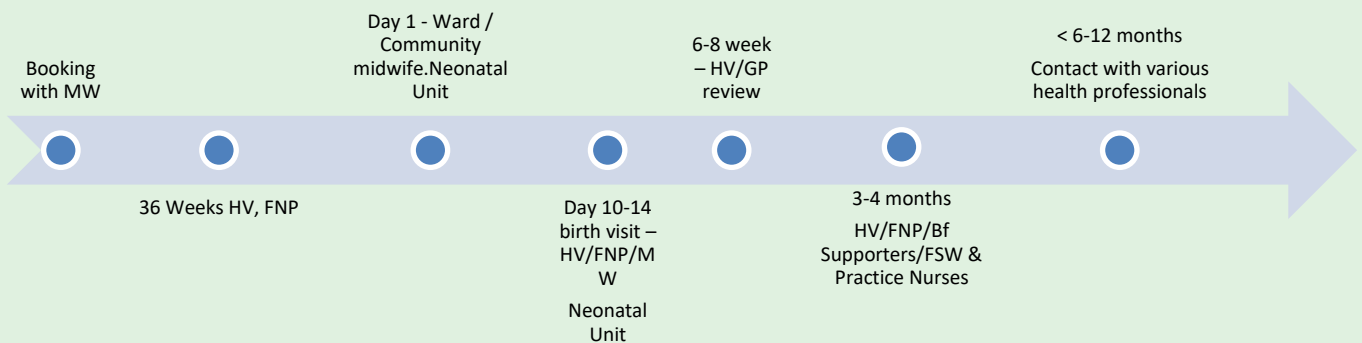 Booking
with MW
36 Weeks HV, FNP
Day 1 - Ward /
Community
midwife.Neonatal
Unit
Day 10-14
birth visit –
HV/FNP/M
W
Neonatal
Unit
6-8 week
– HV/GP
review
3-4 months
HV/FNP/Bf
Supporters/FSW &
Practice Nurses
< 6-12 months
Contact with various
health professionals